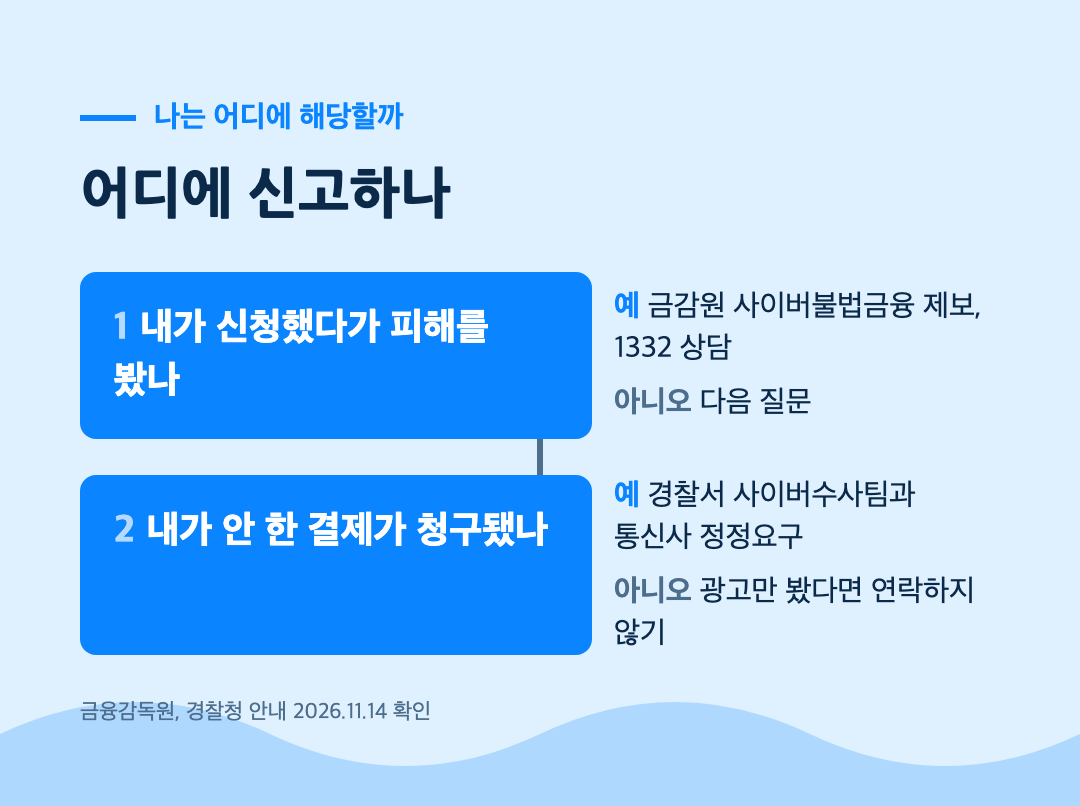 나는 어디에 해당할까
어디에 신고하나
1 내가 신청했다가 피해를
봤나
예 금감원 사이버불법금융 제보,
1332 상담
아니오 다음 질문
2 내가 안 한 결제가 청구됐나
예 경찰서 사이버수사팀과
통신사 정정요구
아니오 광고만 봤다면 연락하지
않기
금융감독원, 경찰청 안내 2026.11.14 확인